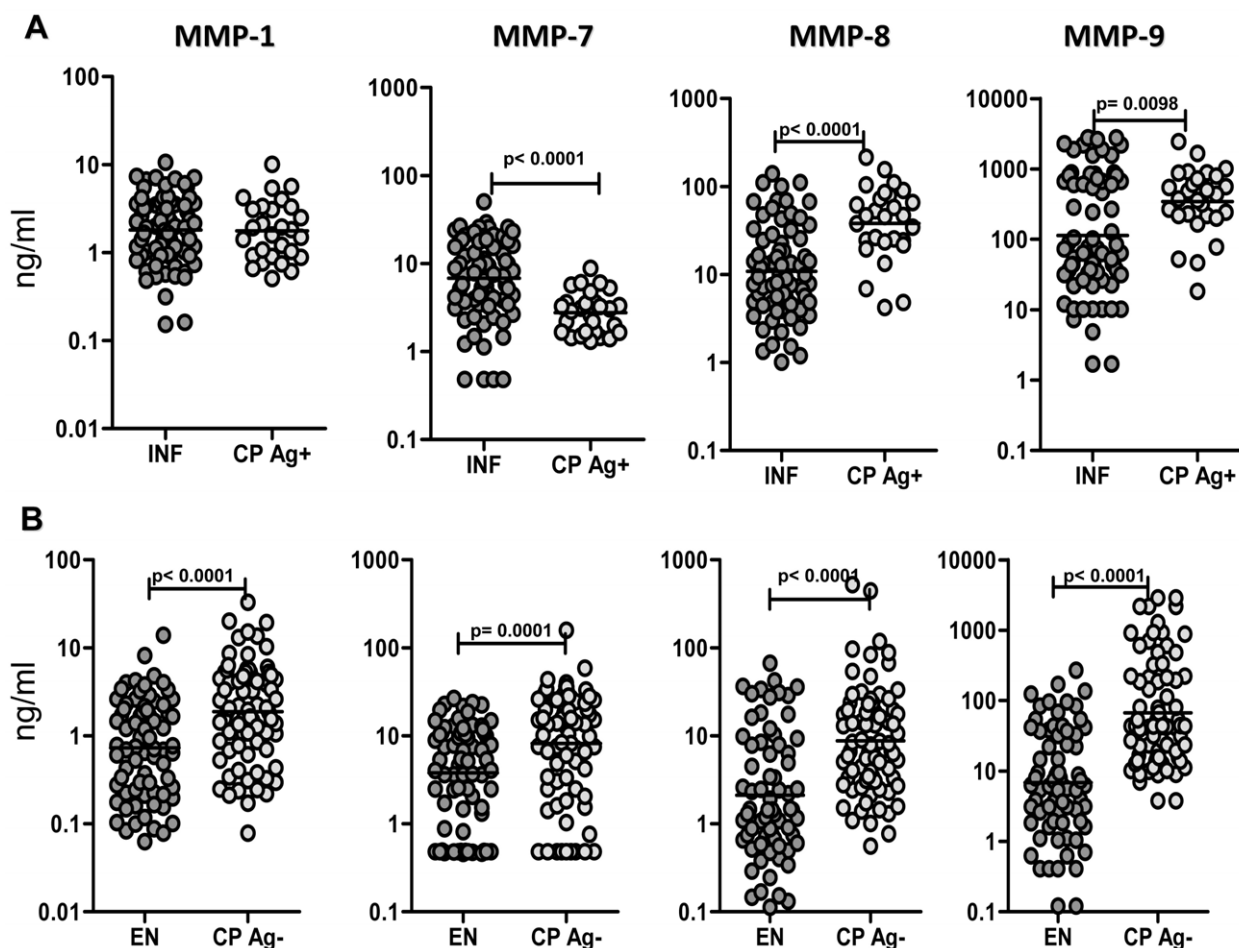 A
MMP-1 MMP-7 MMP-8 MMP-9
ng/ml
100
10
1
0.1
0.01
INF CP Ag+
1000
100
10
1
0.1
p< 0.0001
INF CP Ag+
1000
100
10
1
0.1
p< 0.0001
INF CP Ag+
10000
1000
100
10
1
0.1
p= 0.0098
INF CP Ag+
B
ng/ml
100
10
1
0.1
0.01
p< 0.0001
EN CP Ag-
1000
100
10
1
0.1
p= 0.0001
EN CP Ag-
1000
100
10
1
0.1
p< 0.0001
EN CP Ag-
10000
1000
100
10
1
0.1
p< 0.0001
EN CP Ag-